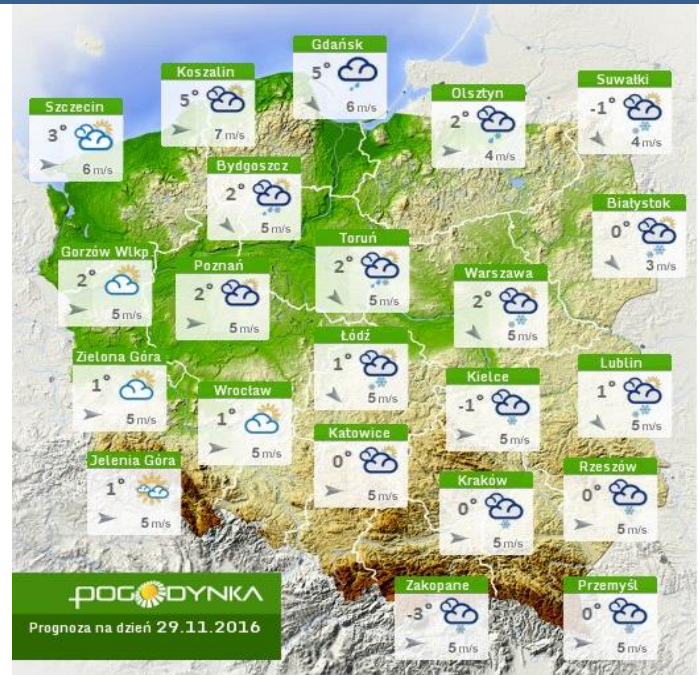 Gdańsk
5°
6 m/s
Koszalin
5°
7 m/s
Suwałki
-1°
4 m/s
Olsztyn
2°
4 m/s
Szczecin
3°
6 m/s
Bydgoszcz
2°
5 m/s
Białystok
0°
3 m/s
Toruń
2°
5 m/s
Gorzów Wlkp.
2°
5 m/s
Poznań
2°
5 m/s
Warszawa
2°
5 m/s
Łódź
1°
5 m/s
Zielona Góra
1°
5 m/s
Lublin
1°
5 m/s
Kielce
-1°
5 m/s
Wrocław
1°
5 m/s
Katowice
0°
5 m/s
Jelenia Góra
1°
5 m/s
Rzeszów
0°
5 m/s
Kraków
0°
5 m/s
Zakopane
-3°
5 m/s
Przemyśl
0°
5 m/s
POGODYNKA
Prognoza na dzień 29.11.2016